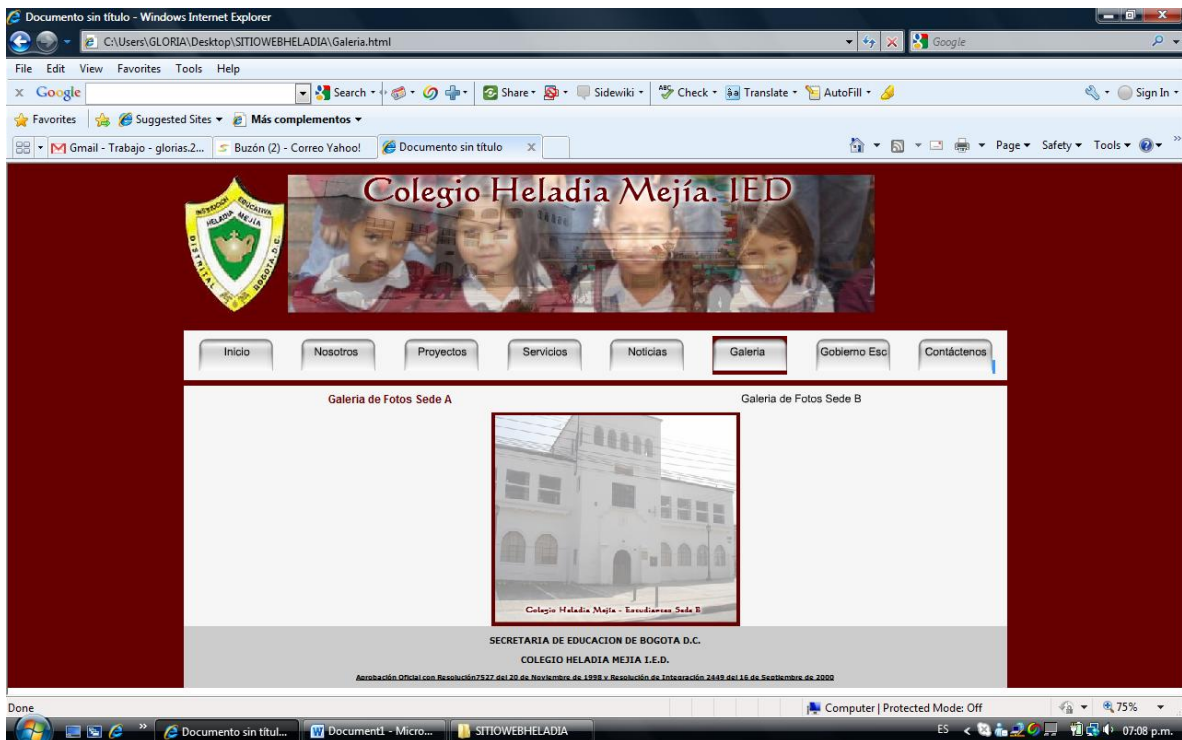 Documento sin título - Windows Internet Explorer
C:\Users\GLORIA\Desktop\SITIOWEBHELADIA\Galeria.html
Google
File Edit View Favorites Tools Help
x Google Search Share Sidewiki Check Translate AutoFill Sign In
Favorites Suggested Sites Más complementos
Gmail - Trabajo - glorias.2... Buzón (2) - Correo Yahoo! Documento sin título x Page Safety Tools
Colegio Heladia Mejía. IED
INSTITUCION EDUCATIVA
HELADIA MEJIA
DISTRITAL BOGOTA D.C.
Inicio Nosotros Proyectos Servicios Noticias Galeria Gobierno Esc Contáctenos
Galeria de Fotos Sede A Galeria de Fotos Sede B
Colegio Heladia Mejía - Estudiantes Sede B
SECRETARIA DE EDUCACION DE BOGOTA D.C.
COLEGIO HELADIA MEJIA I.E.D.
Aprobación Oficial con Resolución7527 del 20 de Noviembre de 1998 y Resolución de Integración 2449 del 16 de Septiembre de 2000
Done Computer | Protected Mode: Off 75%
Documento sin títul... Document1 - Micro... SITIOWEBHELADIA ES 07:08 p.m.